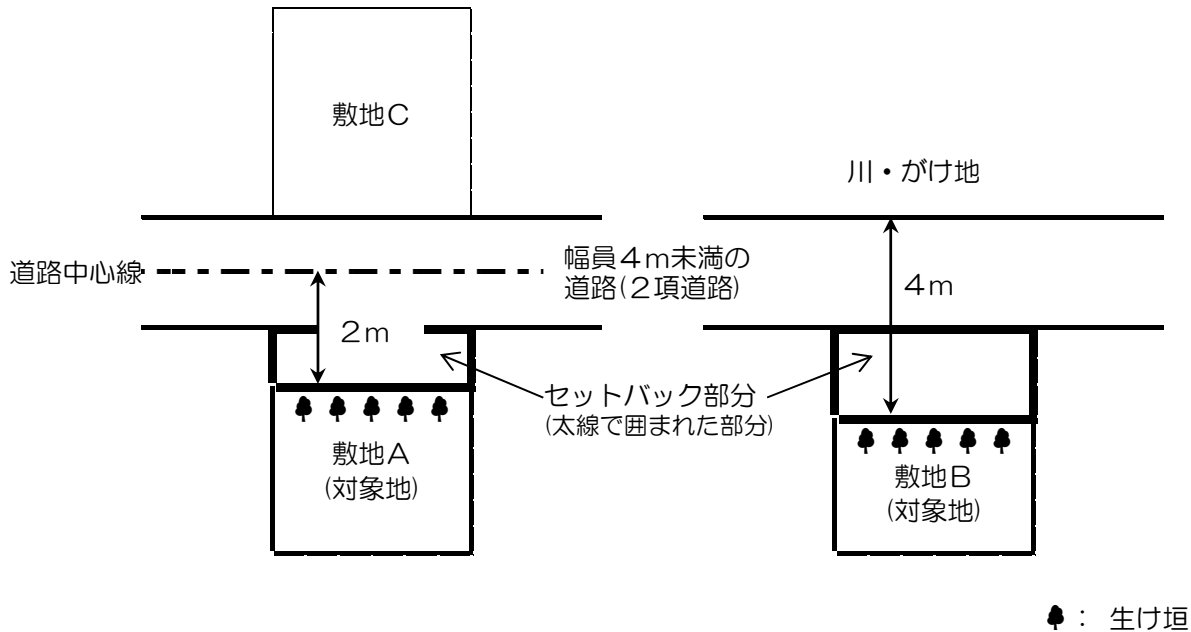 敷地C
川・がけ地
道路中心線
幅員4m未満の
道路(2項道路)
4m
2m
セットバック部分
(太線で囲まれた部分)
敷地A
(対象地)
敷地B
(対象地)
: 生け垣